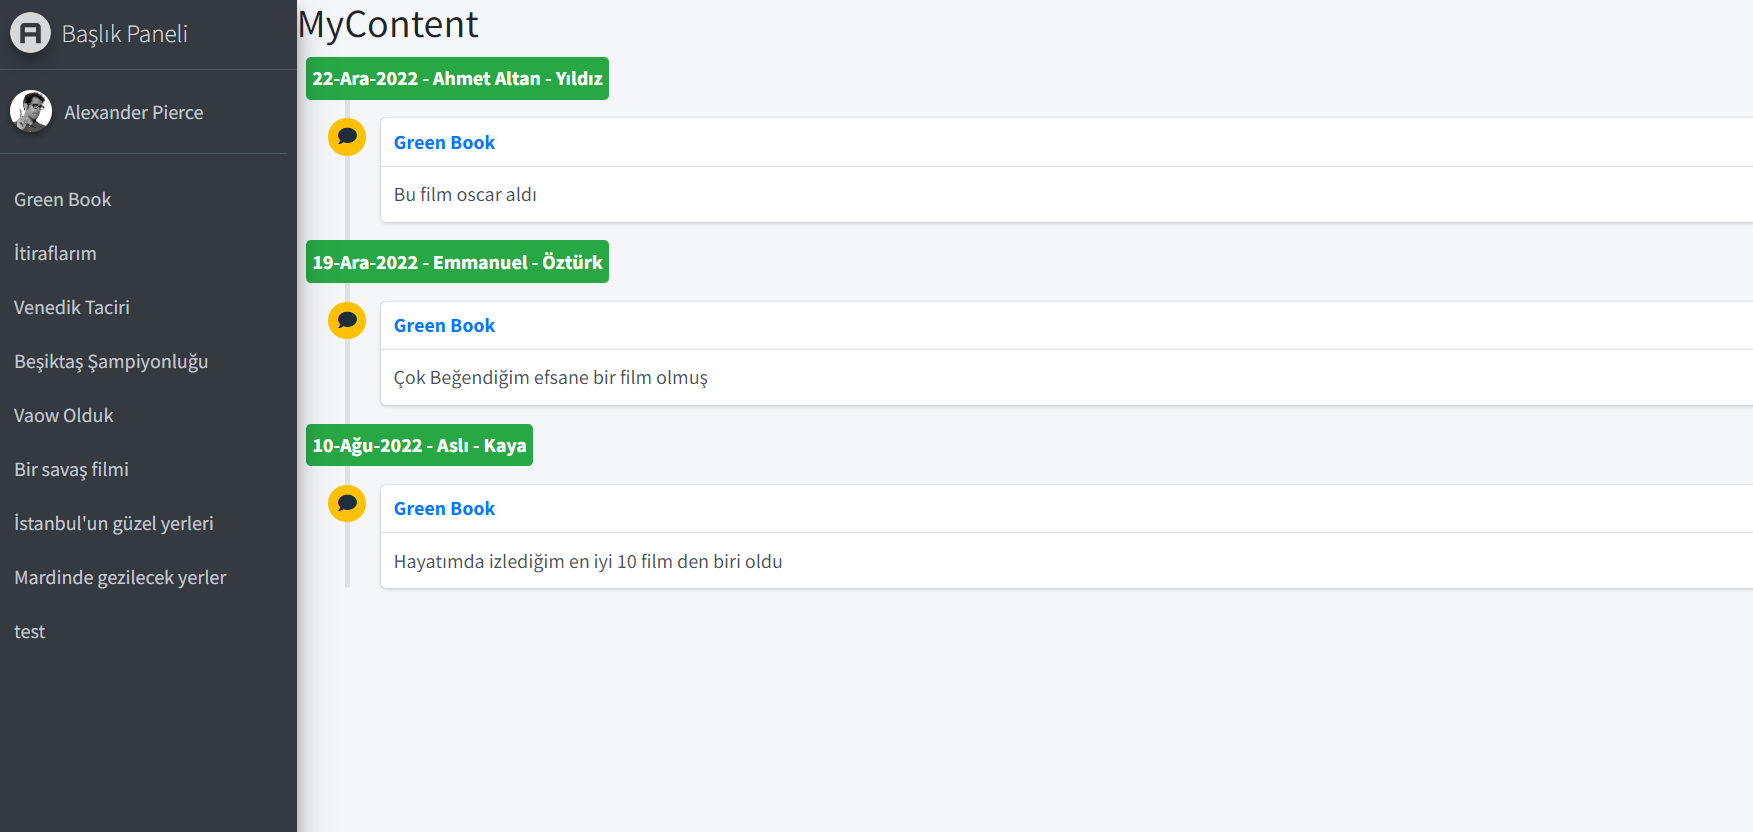 Başlık Paneli
Alexander Pierce
Green Book
İtiraflarım
Venedik Taciri
Beşiktaş Şampiyonluğu
Vaow Olduk
Bir savaş filmi
İstanbul'un güzel yerleri
Mardinde gezilecek yerler
test
MyContent
22-Ara-2022 - Ahmet Altan - Yıldız
Green Book
Bu film oscar aldı
19-Ara-2022 - Emmanuel - Öztürk
Green Book
Çok Beğendiğim efsane bir film olmuş
10-Ağu-2022 - Aslı - Kaya
Green Book
Hayatımda izlediğim en iyi 10 film den biri oldu